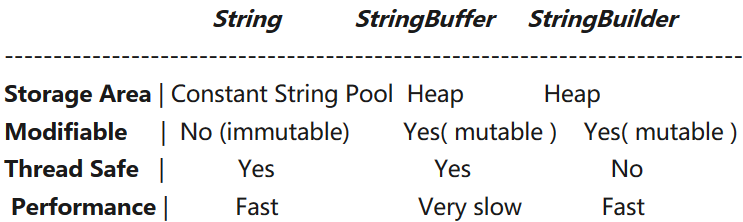 String StringBuffer StringBuilder
--------------------------------------------------------------------------
Storage Area | Constant String Pool Heap Heap
Modifiable | No (immutable) Yes( mutable ) Yes( mutable )
Thread Safe | Yes Yes No
Performance | Fast Very slow Fast